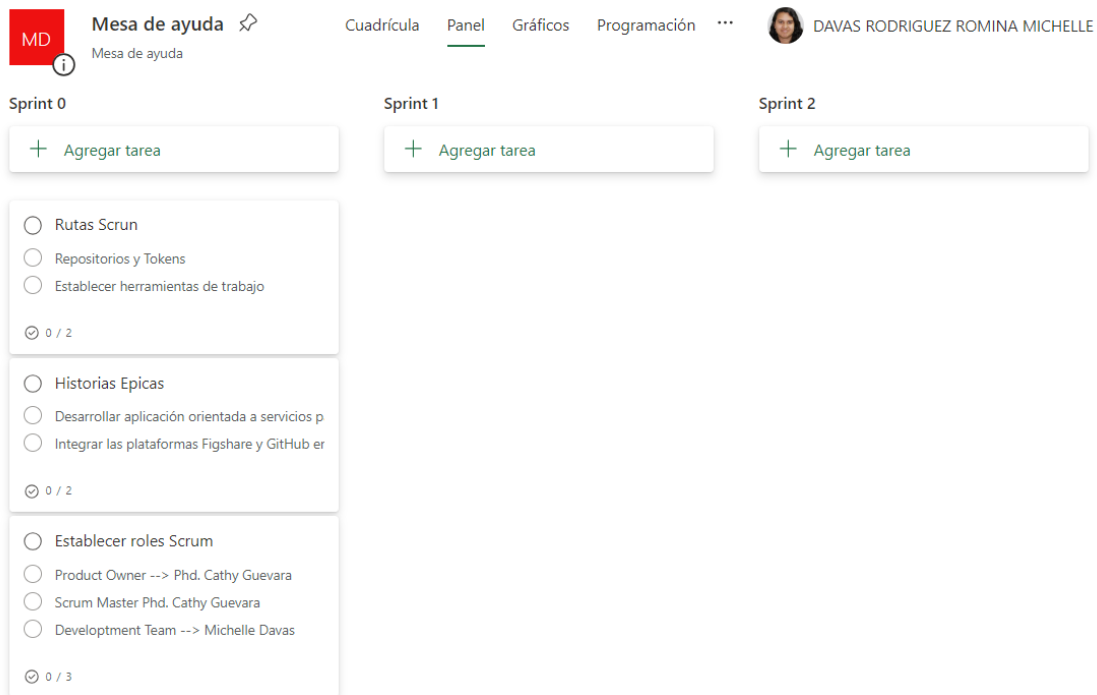 MD
Mesa de ayuda
Mesa de ayuda
Cuadrícula Panel Gráficos Programación ...
DAVAS RODRIGUEZ ROMINA MICHELLE
Sprint 0
Agregar tarea
Rutas Scrun
Repositorios y Tokens
Establecer herramientas de trabajo
0 / 2
Historias Epicas
Desarrollar aplicación orientada a servicios p
Integrar las plataformas Figshare y GitHub er
0 / 2
Establecer roles Scrum
Product Owner --> Phd. Cathy Guevara
Scrum Master Phd. Cathy Guevara
Developtment Team --> Michelle Davas
0 / 3
Sprint 1
Agregar tarea
Sprint 2
Agregar tarea